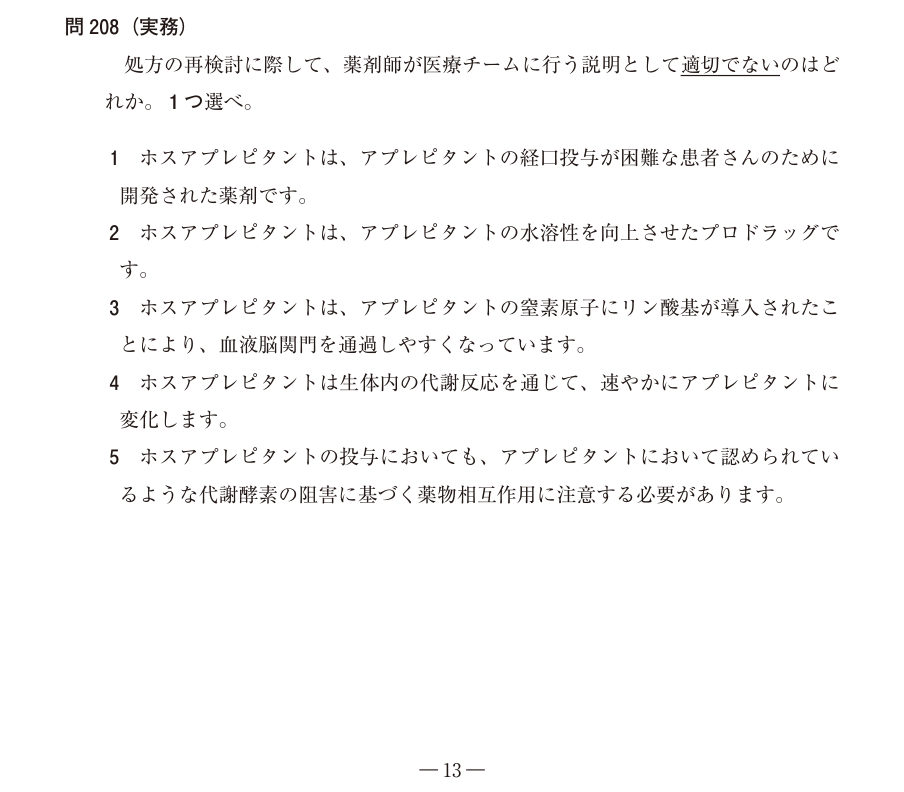 問 208（実務）
処方の再検討に際して、薬剤師が医療チームに行う説明として適切でないのはど
れか。1つ選べ。
1 ホスアプレピタントは、アプレピタントの経口投与が困難な患者さんのために
開発された薬剤です。
2 ホスアプレピタントは、アプレピタントの水溶性を向上させたプロドラッグで
す。
3 ホスアプレピタントは、アプレピタントの窒素原子にリン酸基が導入されたこ
とにより、血液脳関門を通過しやすくなっています。
4 ホスアプレピタントは生体内の代謝反応を通じて、速やかにアプレピタントに
変化します。
5 ホスアプレピタントの投与においても、アプレピタントにおいて認められてい
るような代謝酵素の阻害に基づく薬物相互作用に注意する必要があります。
— 13 —